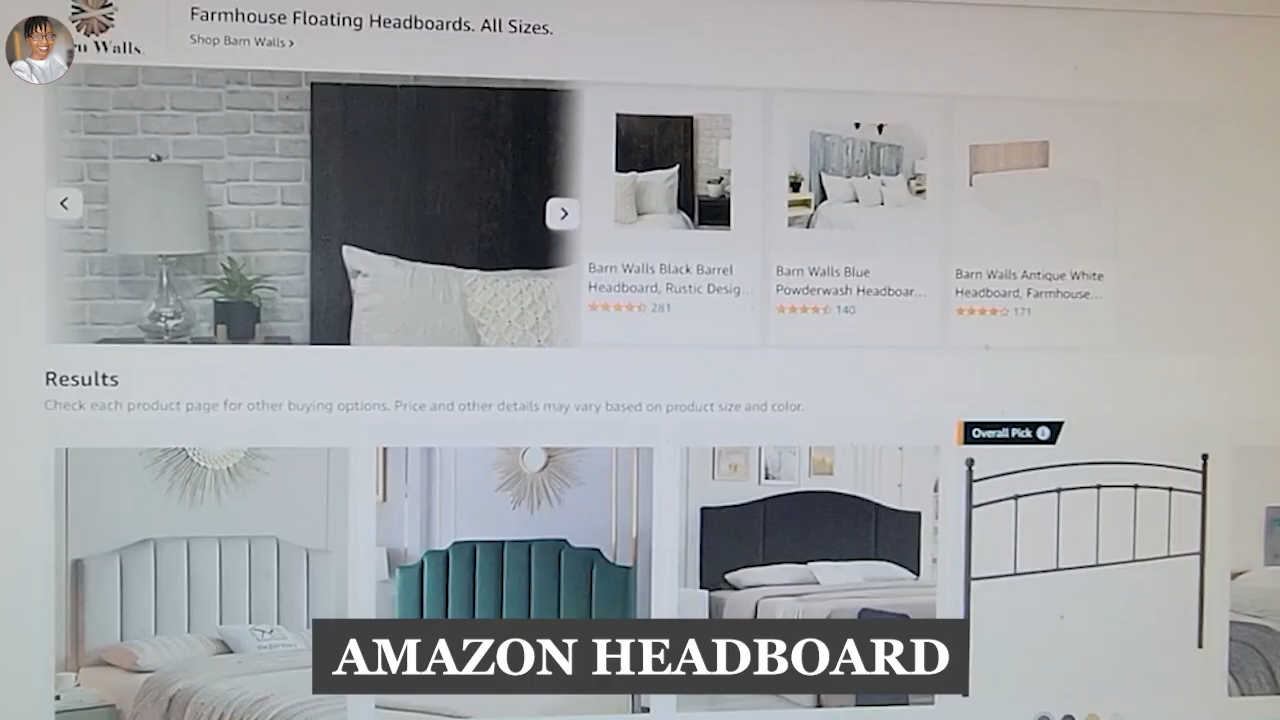 Walls.
Farmhouse Floating Headboards. All Sizes.
Shop Barn Walls >
Barn Walls Black Barrel
Headboard, Rustic Desig...
281
Barn Walls Blue
Powderwash Headboar...
140
Barn Walls Antique White
Headboard, Farmhouse...
171
Results
Check each product page for other buying options. Price and other details may vary based on product size and color.
Overall Pick
AMAZON HEADBOARD